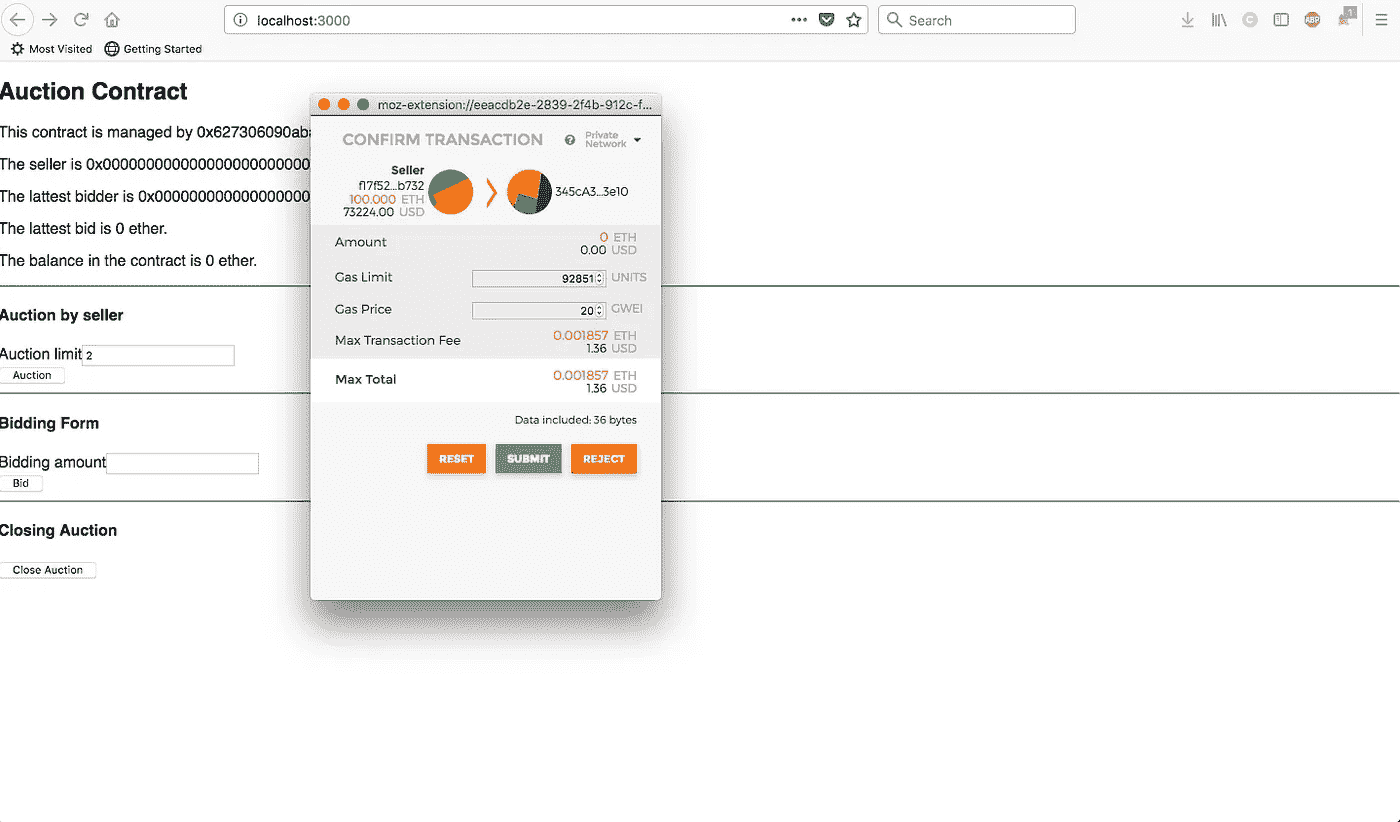 localhost:3000
Search
1
ABP
C
Most Visited
Getting Started
Auction Contract
This contract is managed by 0x627306090aba
The seller is 0x000000000000000000000000
The lattest bidder is 0x000000000000000000
The lattest bid is 0 ether.
The balance in the contract is 0 ether.
Auction by seller
Auction limit 2
Auction
Bidding Form
Bidding amount
Bid
Closing Auction
Close Auction
moz-extension://eeacdb2e-2839-2f4b-912c-f...
CONFIRM TRANSACTION
? Private
Network
Seller
f17f52...b732
100.000 ETH
73224.00 USD
345cA3...3e10
Amount 0 ETH
0.00 USD
Gas Limit 92851 UNITS
Gas Price 20 GWEI
Max Transaction Fee 0.001857 ETH
1.36 USD
Max Total 0.001857 ETH
1.36 USD
Data included: 36 bytes
RESET SUBMIT REJECT